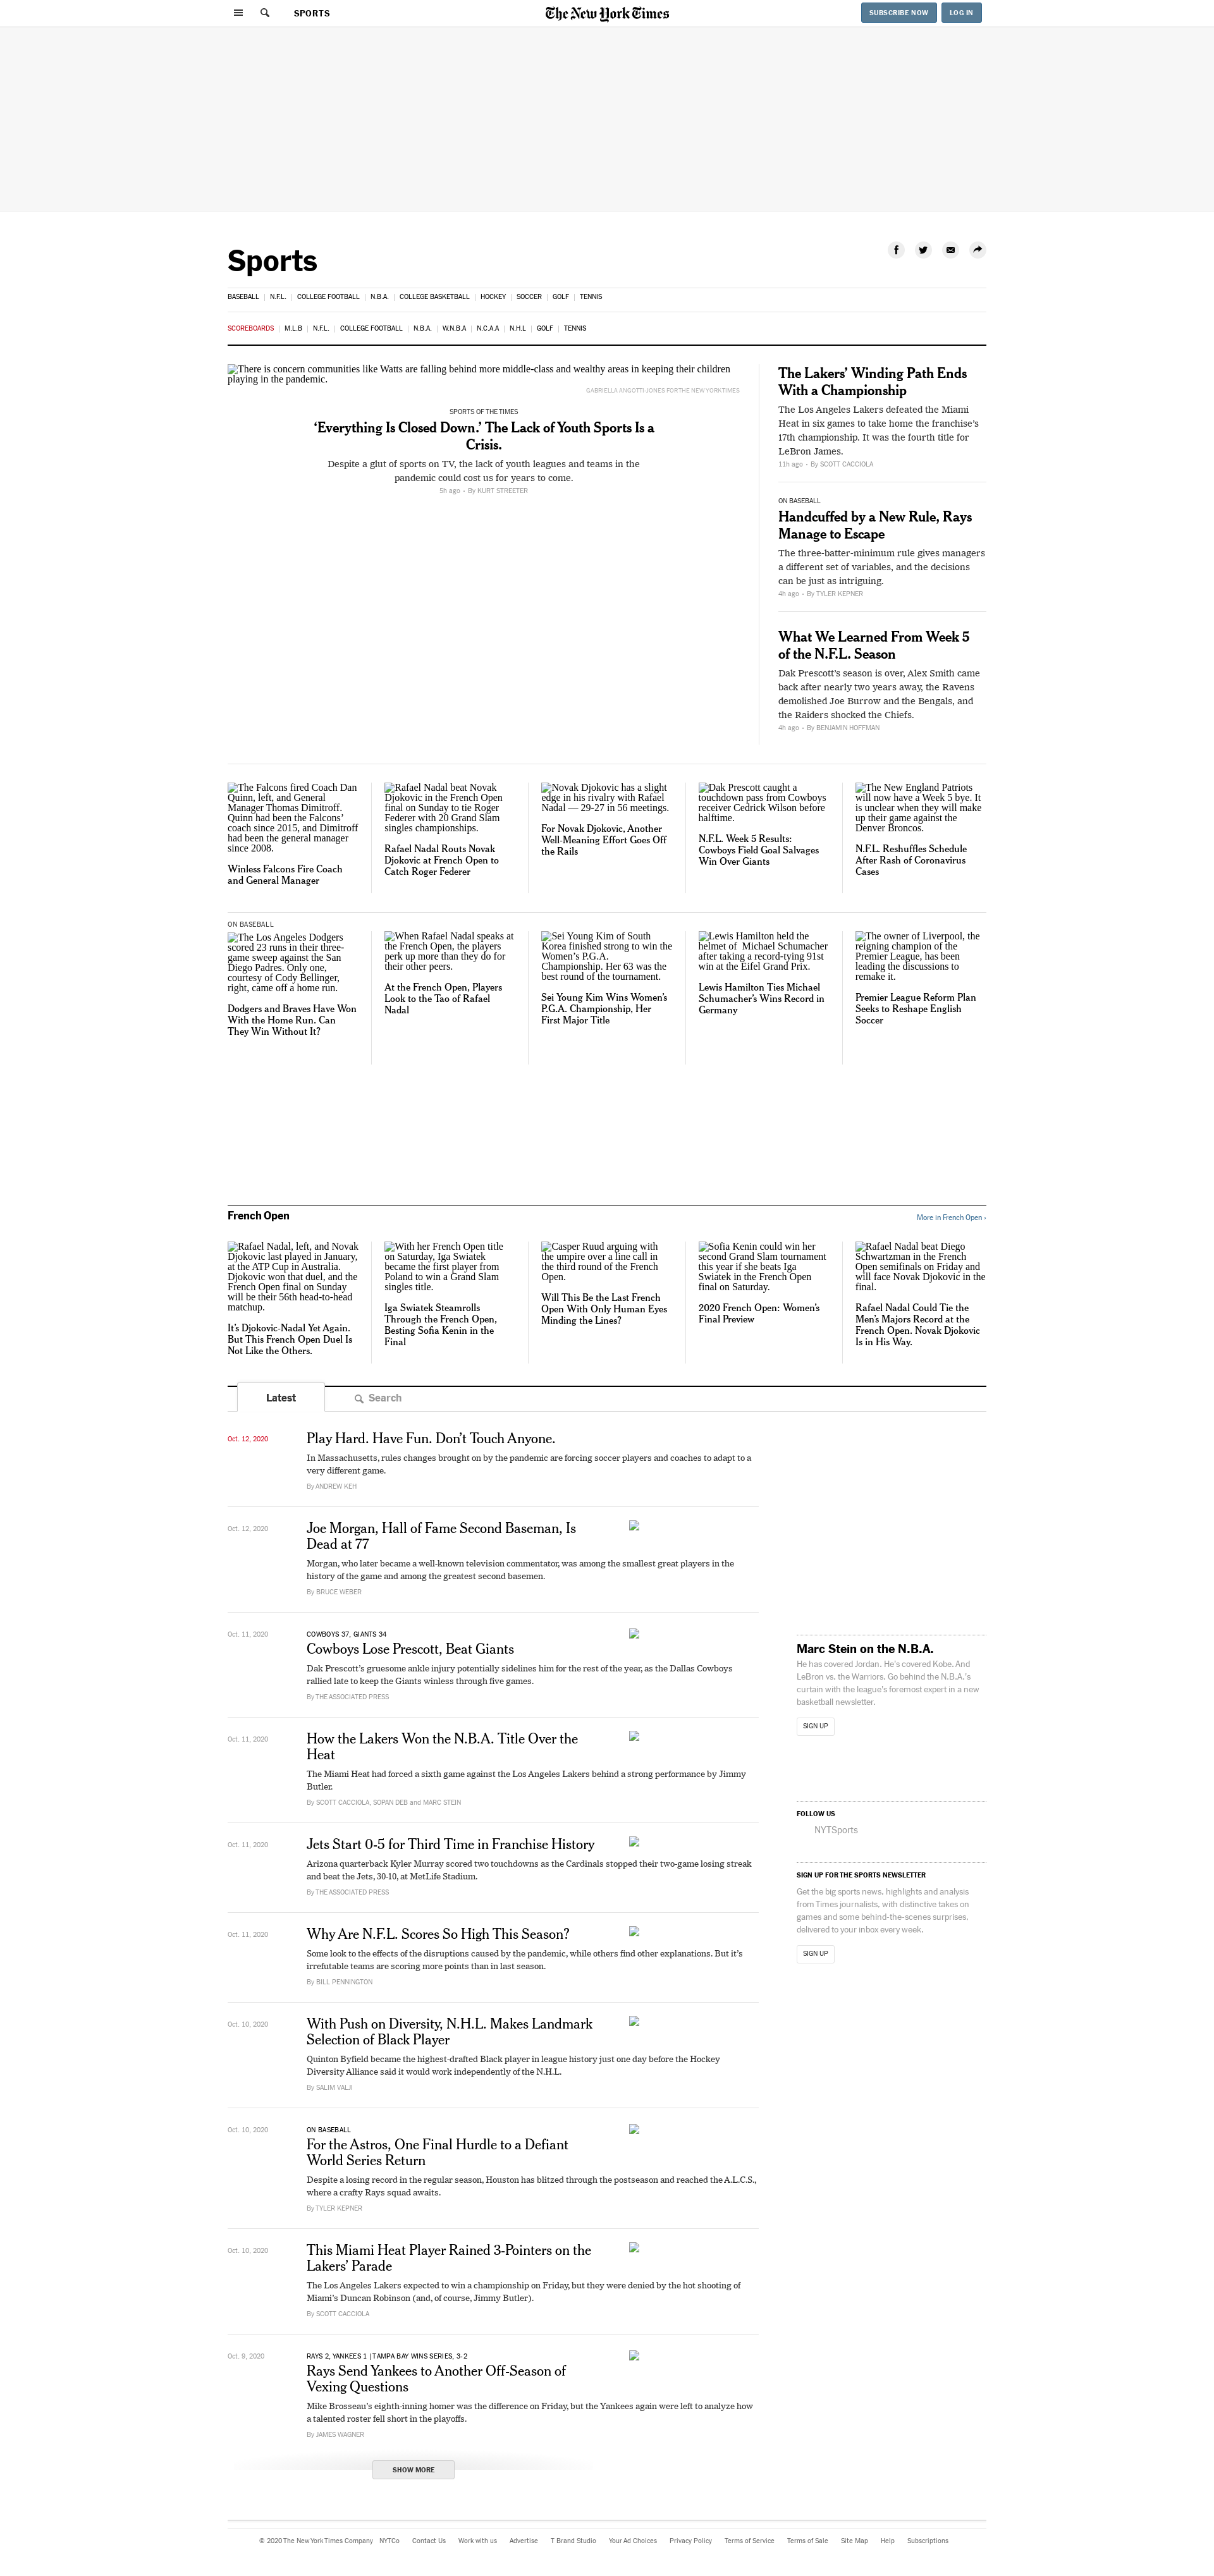 SPORTS
The New York Times
SUBSCRIBE NOW
LOG IN
Sports
BASEBALL | N.F.L. | COLLEGE FOOTBALL | N.B.A. | COLLEGE BASKETBALL | HOCKEY | SOCCER | GOLF | TENNIS
SCOREBOARDS | M.L.B | N.F.L. | COLLEGE FOOTBALL | N.B.A. | W.N.B.A | N.C.A.A | N.H.L | GOLF | TENNIS
There is concern communities like Watts are falling behind more middle-class and wealthy areas in keeping their children
playing in the pandemic.
GABRIELLA ANGOTTI-JONES FOR THE NEW YORK TIMES
SPORTS OF THE TIMES
‘Everything Is Closed Down.’ The Lack of Youth Sports Is a
Crisis.
Despite a glut of sports on TV, the lack of youth leagues and teams in the
pandemic could cost us for years to come.
5h ago • By KURT STREETER
The Lakers’ Winding Path Ends
With a Championship
The Los Angeles Lakers defeated the Miami
Heat in six games to take home the franchise’s
17th championship. It was the fourth title for
LeBron James.
11h ago • By SCOTT CACCIOLA
ON BASEBALL
Handcuffed by a New Rule, Rays
Manage to Escape
The three-batter-minimum rule gives managers
a different set of variables, and the decisions
can be just as intriguing.
4h ago • By TYLER KEPNER
What We Learned From Week 5
of the N.F.L. Season
Dak Prescott’s season is over, Alex Smith came
back after nearly two years away, the Ravens
demolished Joe Burrow and the Bengals, and
the Raiders shocked the Chiefs.
4h ago • By BENJAMIN HOFFMAN
The Falcons fired Coach Dan
Quinn, left, and General
Manager Thomas Dimitroff.
Quinn had been the Falcons’
coach since 2015, and Dimitroff
had been the general manager
since 2008.
Winless Falcons Fire Coach
and General Manager
Rafael Nadal beat Novak
Djokovic in the French Open
final on Sunday to tie Roger
Federer with 20 Grand Slam
singles championships.
Rafael Nadal Routs Novak
Djokovic at French Open to
Catch Roger Federer
Novak Djokovic has a slight
edge in his rivalry with Rafael
Nadal — 29-27 in 56 meetings.
For Novak Djokovic, Another
Well-Meaning Effort Goes Off
the Rails
Dak Prescott caught a
touchdown pass from Cowboys
receiver Cedrick Wilson before
halftime.
N.F.L. Week 5 Results:
Cowboys Field Goal Salvages
Win Over Giants
The New England Patriots
will now have a Week 5 bye. It
is unclear when they will make
up their game against the
Denver Broncos.
N.F.L. Reshuffles Schedule
After Rash of Coronavirus
Cases
ON BASEBALL
The Los Angeles Dodgers
scored 23 runs in their three-
game sweep against the San
Diego Padres. Only one,
courtesy of Cody Bellinger,
right, came off a home run.
Dodgers and Braves Have Won
With the Home Run. Can
They Win Without It?
When Rafael Nadal speaks at
the French Open, the players
perk up more than they do for
their other peers.
At the French Open, Players
Look to the Tao of Rafael
Nadal
Sei Young Kim of South
Korea finished strong to win the
Women’s P.G.A.
Championship. Her 63 was the
best round of the tournament.
Sei Young Kim Wins Women’s
P.G.A. Championship, Her
First Major Title
Lewis Hamilton held the
helmet of Michael Schumacher
after taking a record-tying 91st
win at the Eifel Grand Prix.
Lewis Hamilton Ties Michael
Schumacher’s Wins Record in
Germany
The owner of Liverpool, the
reigning champion of the
Premier League, has been
leading the discussions to
remake it.
Premier League Reform Plan
Seeks to Reshape English
Soccer
French Open
More in French Open ›
Rafael Nadal, left, and Novak
Djokovic last played in January,
at the ATP Cup in Australia.
Djokovic won that duel, and the
French Open final on Sunday
will be their 56th head-to-head
matchup.
It’s Djokovic-Nadal Yet Again.
But This French Open Duel Is
Not Like the Others.
With her French Open title
on Saturday, Iga Swiatek
became the first player from
Poland to win a Grand Slam
singles title.
Iga Swiatek Steamrolls
Through the French Open,
Besting Sofia Kenin in the
Final
Casper Ruud arguing with
the umpire over a line call in
the third round of the French
Open.
Will This Be the Last French
Open With Only Human Eyes
Minding the Lines?
Sofia Kenin could win her
second Grand Slam tournament
this year if she beats Iga
Swiatek in the French Open
final on Saturday.
2020 French Open: Women’s
Final Preview
Rafael Nadal beat Diego
Schwartzman in the French
Open semifinals on Friday and
will face Novak Djokovic in the
final.
Rafael Nadal Could Tie the
Men’s Majors Record at the
French Open. Novak Djokovic
Is in His Way.
Latest
Search
Oct. 12, 2020
Play Hard. Have Fun. Don’t Touch Anyone.
In Massachusetts, rules changes brought on by the pandemic are forcing soccer players and coaches to adapt to a
very different game.
By ANDREW KEH
Oct. 12, 2020
Joe Morgan, Hall of Fame Second Baseman, Is
Dead at 77
Morgan, who later became a well-known television commentator, was among the smallest great players in the
history of the game and among the greatest second basemen.
By BRUCE WEBER
Oct. 11, 2020
COWBOYS 37, GIANTS 34
Cowboys Lose Prescott, Beat Giants
Dak Prescott’s gruesome ankle injury potentially sidelines him for the rest of the year, as the Dallas Cowboys
rallied late to keep the Giants winless through five games.
By THE ASSOCIATED PRESS
Oct. 11, 2020
How the Lakers Won the N.B.A. Title Over the
Heat
The Miami Heat had forced a sixth game against the Los Angeles Lakers behind a strong performance by Jimmy
Butler.
By SCOTT CACCIOLA, SOPAN DEB and MARC STEIN
Oct. 11, 2020
Jets Start 0-5 for Third Time in Franchise History
Arizona quarterback Kyler Murray scored two touchdowns as the Cardinals stopped their two-game losing streak
and beat the Jets, 30-10, at MetLife Stadium.
By THE ASSOCIATED PRESS
Oct. 11, 2020
Why Are N.F.L. Scores So High This Season?
Some look to the effects of the disruptions caused by the pandemic, while others find other explanations. But it’s
irrefutable teams are scoring more points than in last season.
By BILL PENNINGTON
Oct. 10, 2020
With Push on Diversity, N.H.L. Makes Landmark
Selection of Black Player
Quinton Byfield became the highest-drafted Black player in league history just one day before the Hockey
Diversity Alliance said it would work independently of the N.H.L.
By SALIM VALJI
Oct. 10, 2020
ON BASEBALL
For the Astros, One Final Hurdle to a Defiant
World Series Return
Despite a losing record in the regular season, Houston has blitzed through the postseason and reached the A.L.C.S.,
where a crafty Rays squad awaits.
By TYLER KEPNER
Oct. 10, 2020
This Miami Heat Player Rained 3-Pointers on the
Lakers’ Parade
The Los Angeles Lakers expected to win a championship on Friday, but they were denied by the hot shooting of
Miami’s Duncan Robinson (and, of course, Jimmy Butler).
By SCOTT CACCIOLA
Oct. 9, 2020
RAYS 2, YANKEES 1 | TAMPA BAY WINS SERIES, 3-2
Rays Send Yankees to Another Off-Season of
Vexing Questions
Mike Brosseau’s eighth-inning homer was the difference on Friday, but the Yankees again were left to analyze how
a talented roster fell short in the playoffs.
By JAMES WAGNER
SHOW MORE
Marc Stein on the N.B.A.
He has covered Jordan. He’s covered Kobe. And
LeBron vs. the Warriors. Go behind the N.B.A.’s
curtain with the league’s foremost expert in a new
basketball newsletter.
SIGN UP
FOLLOW US
NYTSports
SIGN UP FOR THE SPORTS NEWSLETTER
Get the big sports news, highlights and analysis
from Times journalists, with distinctive takes on
games and some behind-the-scenes surprises,
delivered to your inbox every week.
SIGN UP
© 2020 The New York Times Company NYTCo Contact Us Work with us Advertise T Brand Studio Your Ad Choices Privacy Policy Terms of Service Terms of Sale Site Map Help Subscriptions